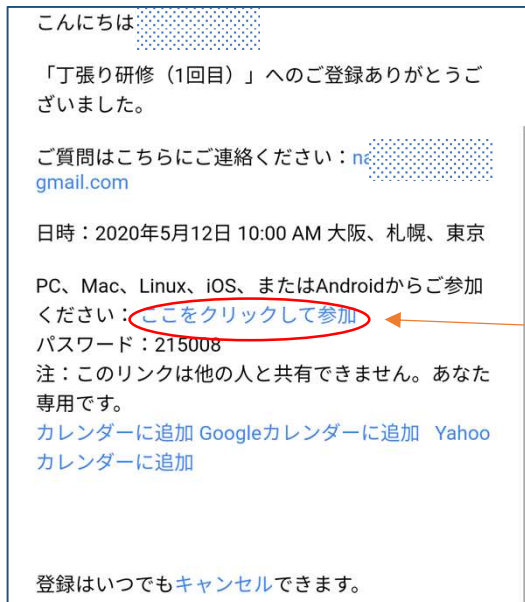 こんにちは
「丁張り研修（1回目）」へのご登録ありがとうご
ざいました。
ご質問はこちらにご連絡ください：na
gmail.com
日時：2020年5月12日 10:00 AM 大阪、札幌、東京
PC、Mac、Linux、iOS、またはAndroidからご参加
ください：ここをクリックして参加
パスワード：215008
注：このリンクは他の人と共有できません。あなた
専用です。
カレンダーに追加 Googleカレンダーに追加 Yahoo
カレンダーに追加
登録はいつでもキャンセルできます。